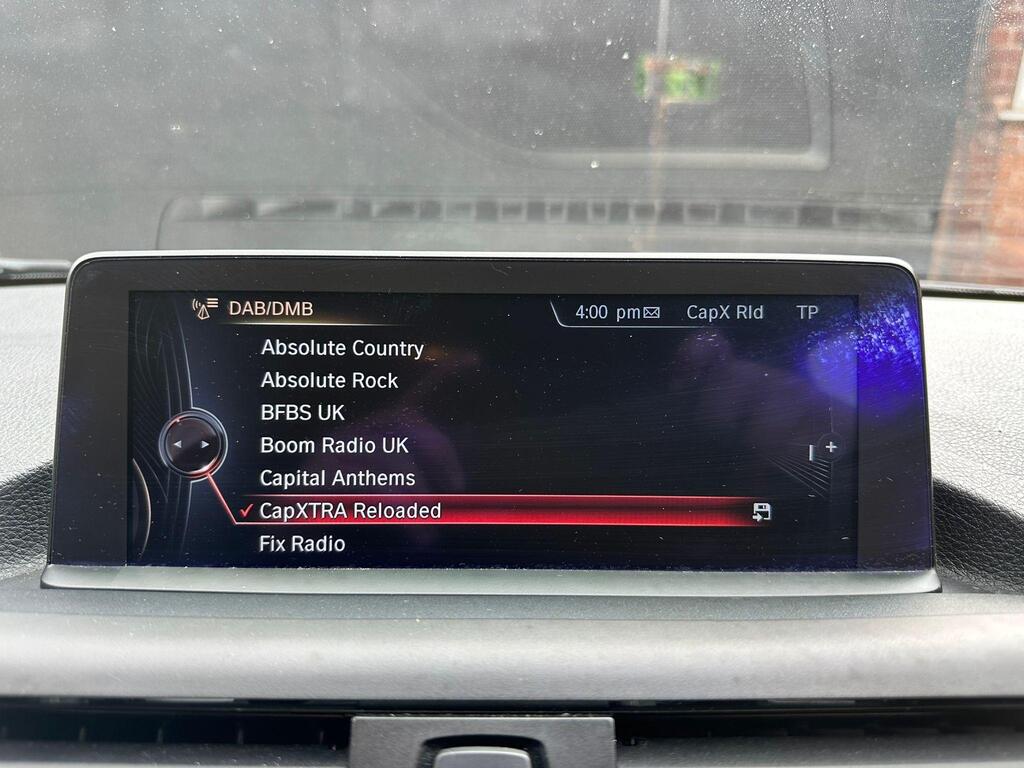 DAB/DMB 4:00 pm CapX Rld TP
Absolute Country
Absolute Rock
BFBS UK
Boom Radio UK
Capital Anthems
CapXTRA Reloaded
Fix Radio